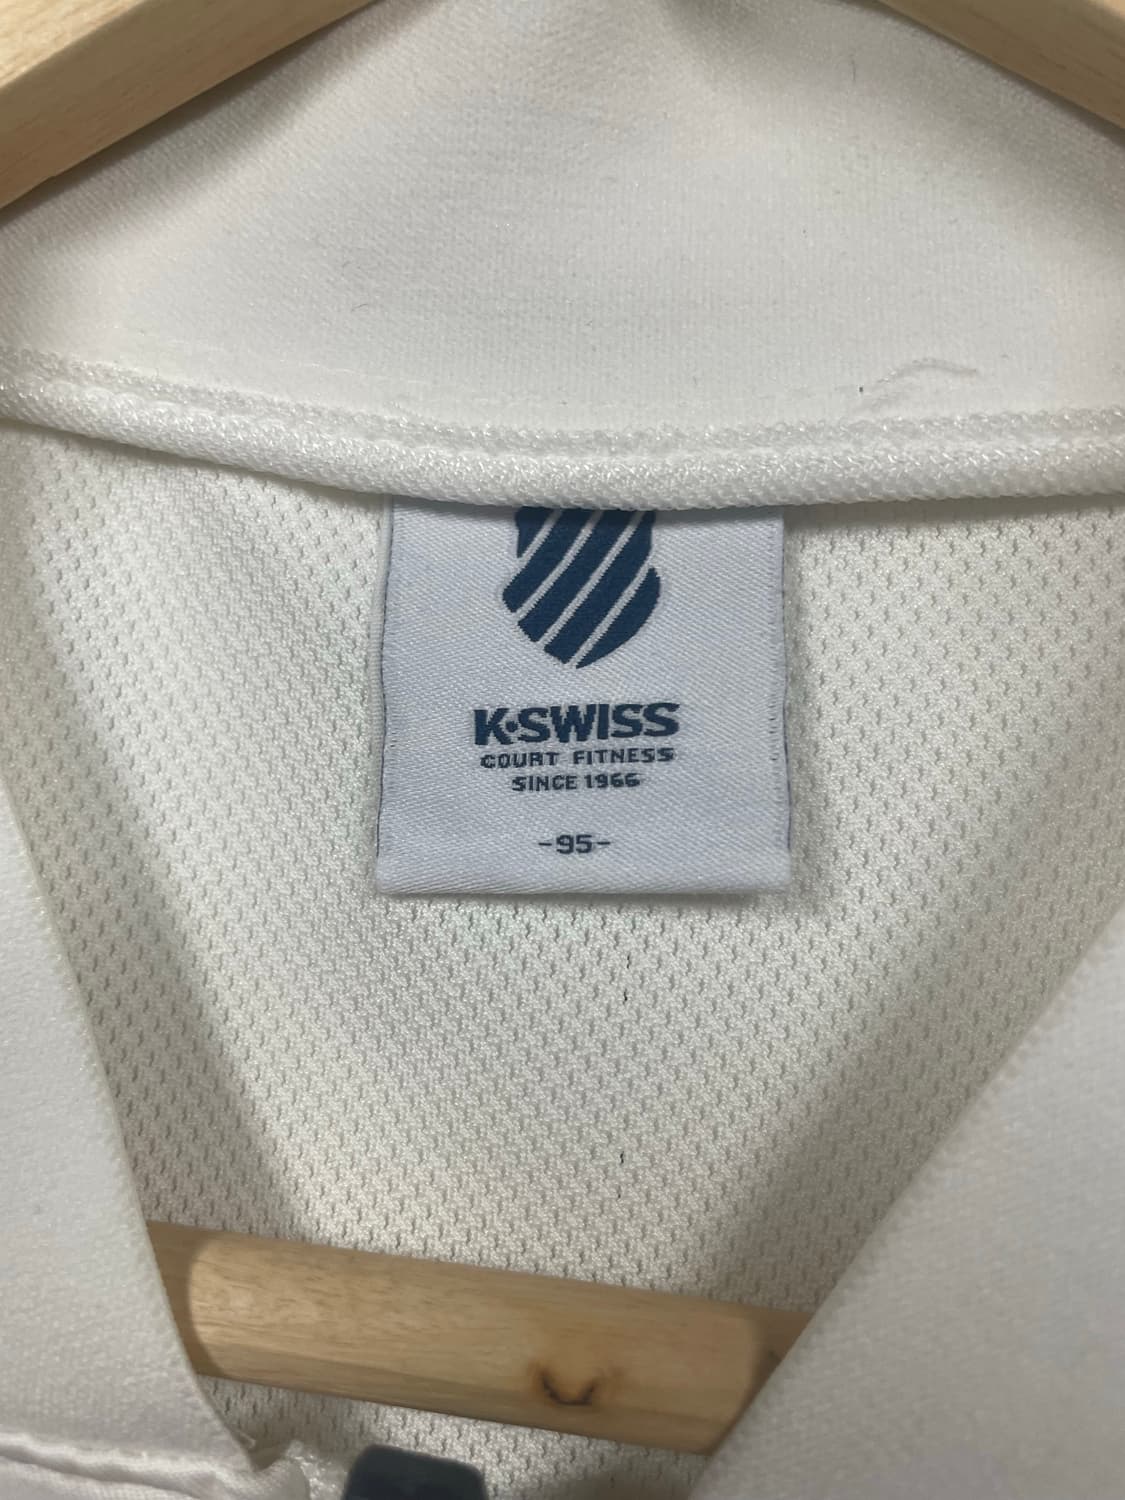 K·SWISS
COURT FITNESS
SINCE 1966
-95-